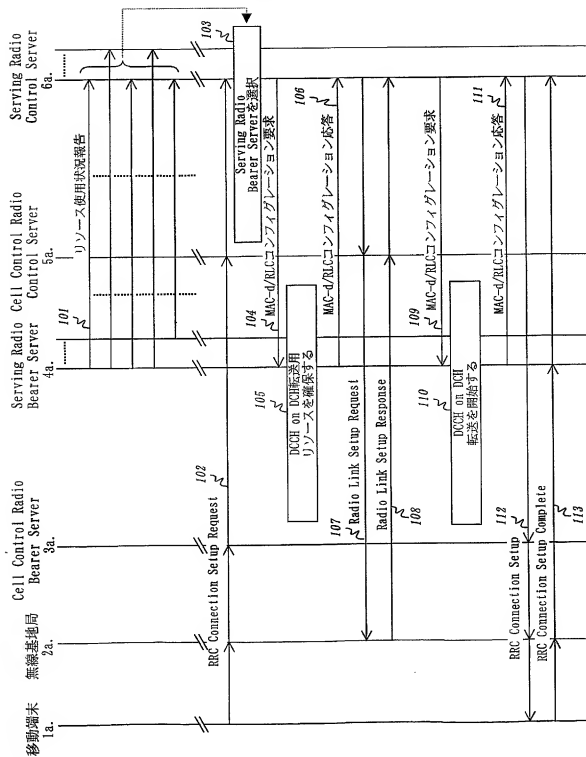 移動端末
1a.
無線基地局
2a.
Cell Control Radio
Bearer Server
3a.
Serving Radio
Bearer Server
4a.
Cell Control Radio
Control Server
5a.
Serving Radio
Control Server
6a.
101
リソース使用状況報告
RRC Connection Setup Request
102
103
Serving Radio
Bearer Serverを選択
104
MAC-d/RLCコンフィグレーション要求
105
DCCH on DCH転送用
リソースを確保する
MAC-d/RLCコンフィグレーション応答
106
Radio Link Setup Request
107
Radio Link Setup Response
108
109
MAC-d/RLCコンフィグレーション要求
110
DCCH on DCH
転送を開始する
MAC-d/RLCコンフィグレーション応答
111
RRC Connection Setup
112
RRC Connection Setup Complete
113